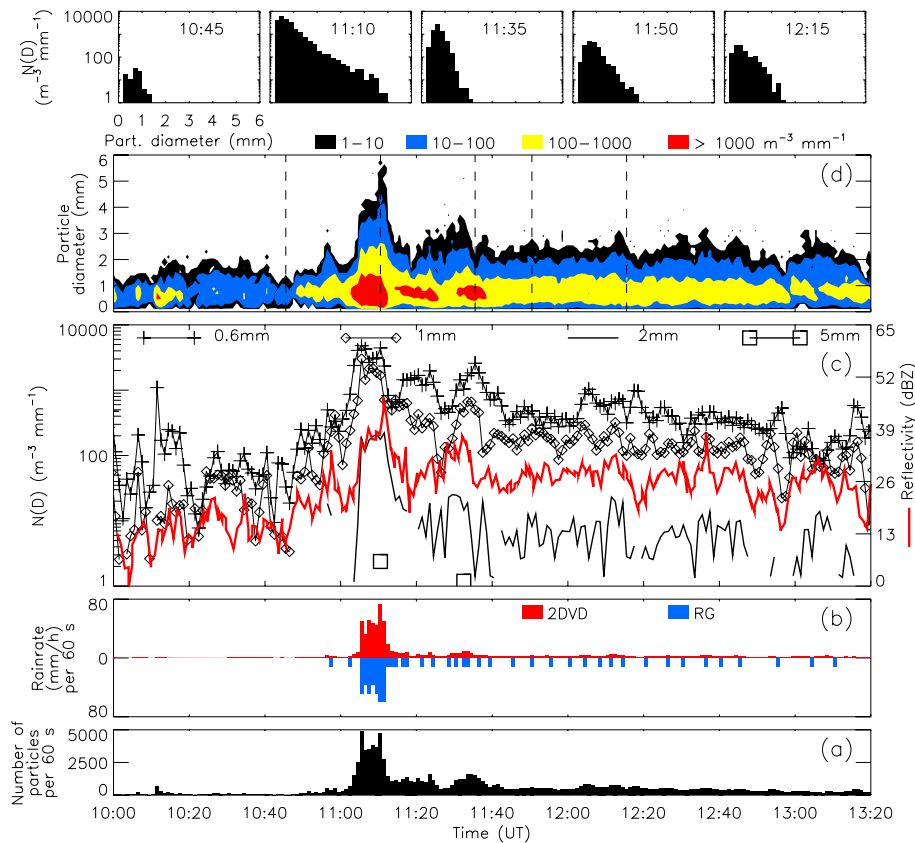 10000
100
1
N(D)
(m⁻³ mm⁻¹)
10:45
11:10
11:35
11:50
12:15
0 1 2 3 4 5 6
Part. diameter (mm)
1-10
10-100
100-1000
> 1000 m⁻³ mm⁻¹
6
5
4
3
2
1
0
Particle
diameter (mm)
(d)
10000
100
1
N(D) (m⁻³ mm⁻¹)
0.6mm
1mm
2mm
5mm
(c)
65
52
39
26
13
0
Reflectivity (dBZ)
80
0
80
Rainrate
(mm/h)
per 60 s
2DVD
RG
(b)
5000
2500
0
Number of
particles
per 60 s
(a)
10:00 10:20 10:40 11:00 11:20 11:40 12:00 12:20 12:40 13:00 13:20
Time (UT)